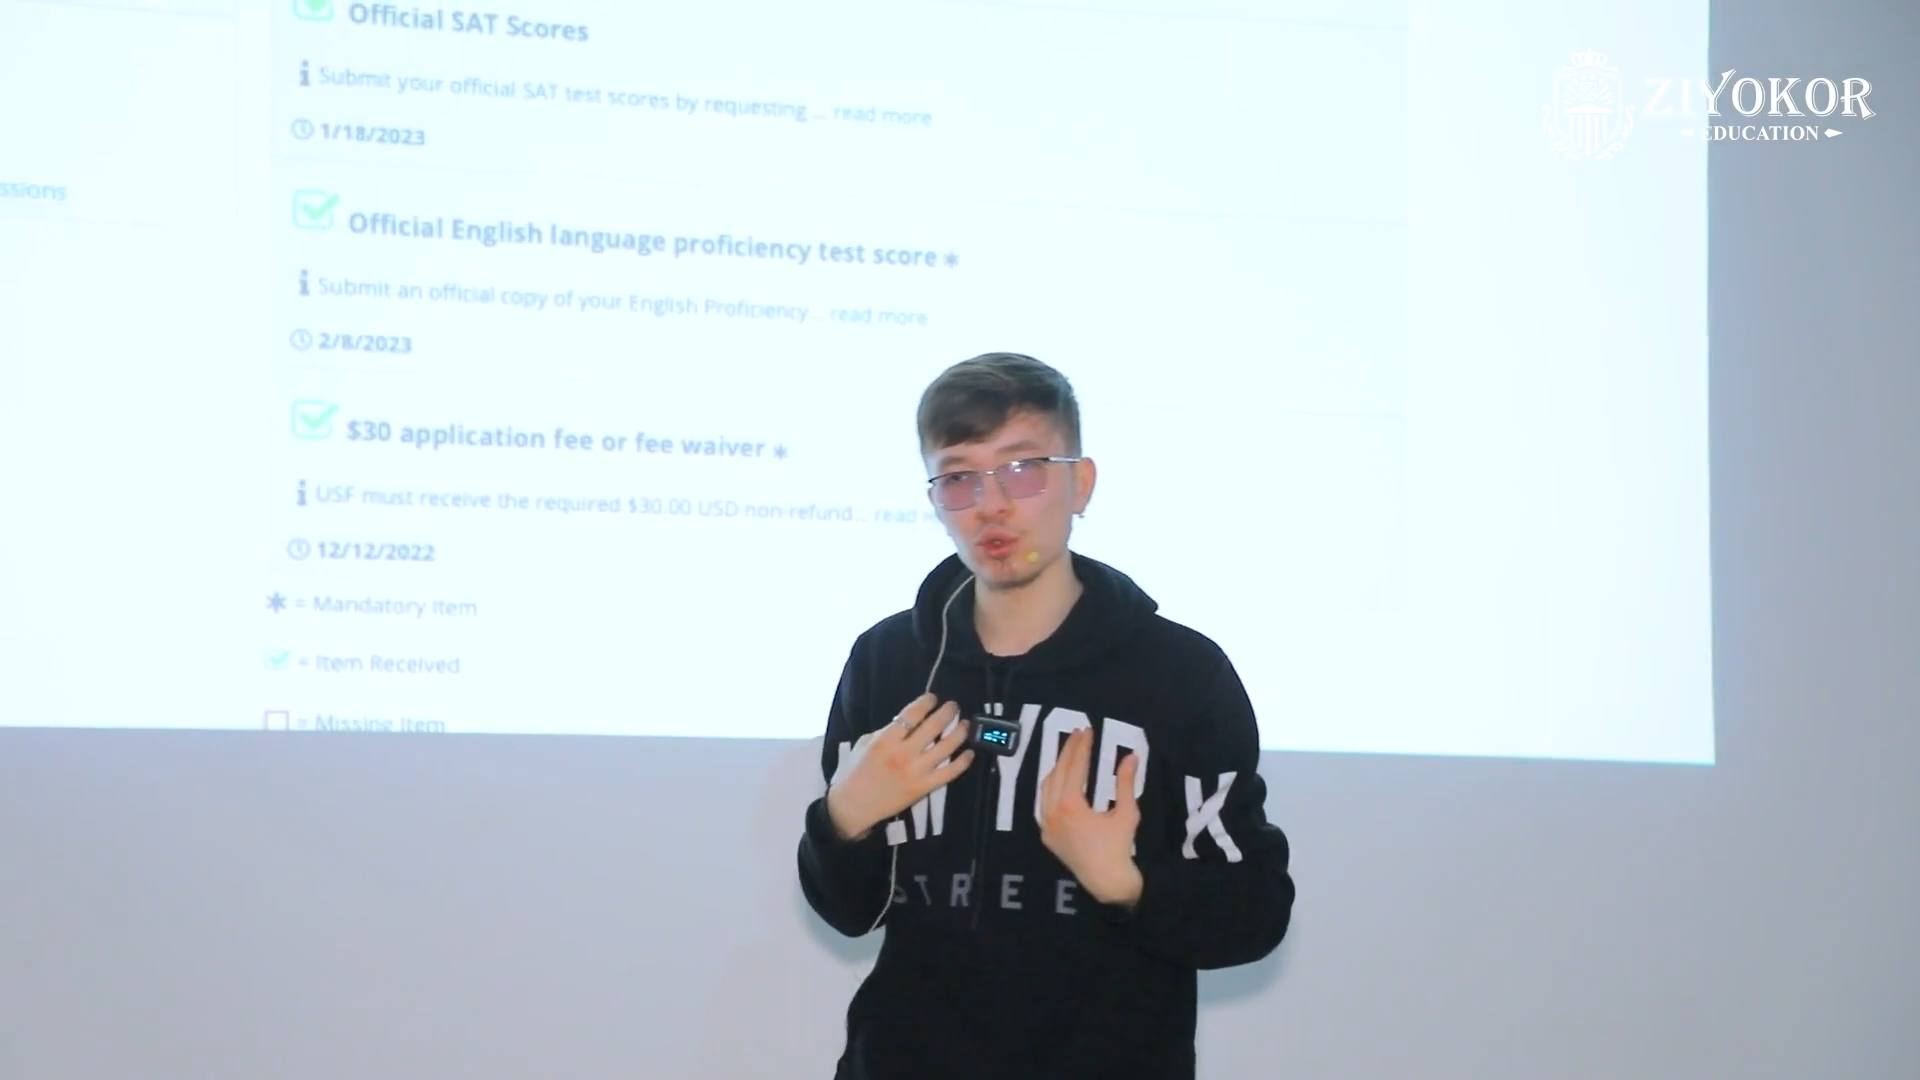 Official SAT Scores
Submit your official SAT test scores by requesting ... read more
1/18/2023
ssions
Official English language proficiency test score *
Submit an official copy of your English Proficiency... read more
2/8/2023
$30 application fee or fee waiver *
USF must receive the required $30.00 USD non-refund... read
12/12/2022
* = Mandatory Item
= Item Received
= Missing Item
ZIYOKOR
EDUCATION
YOR K
STREE